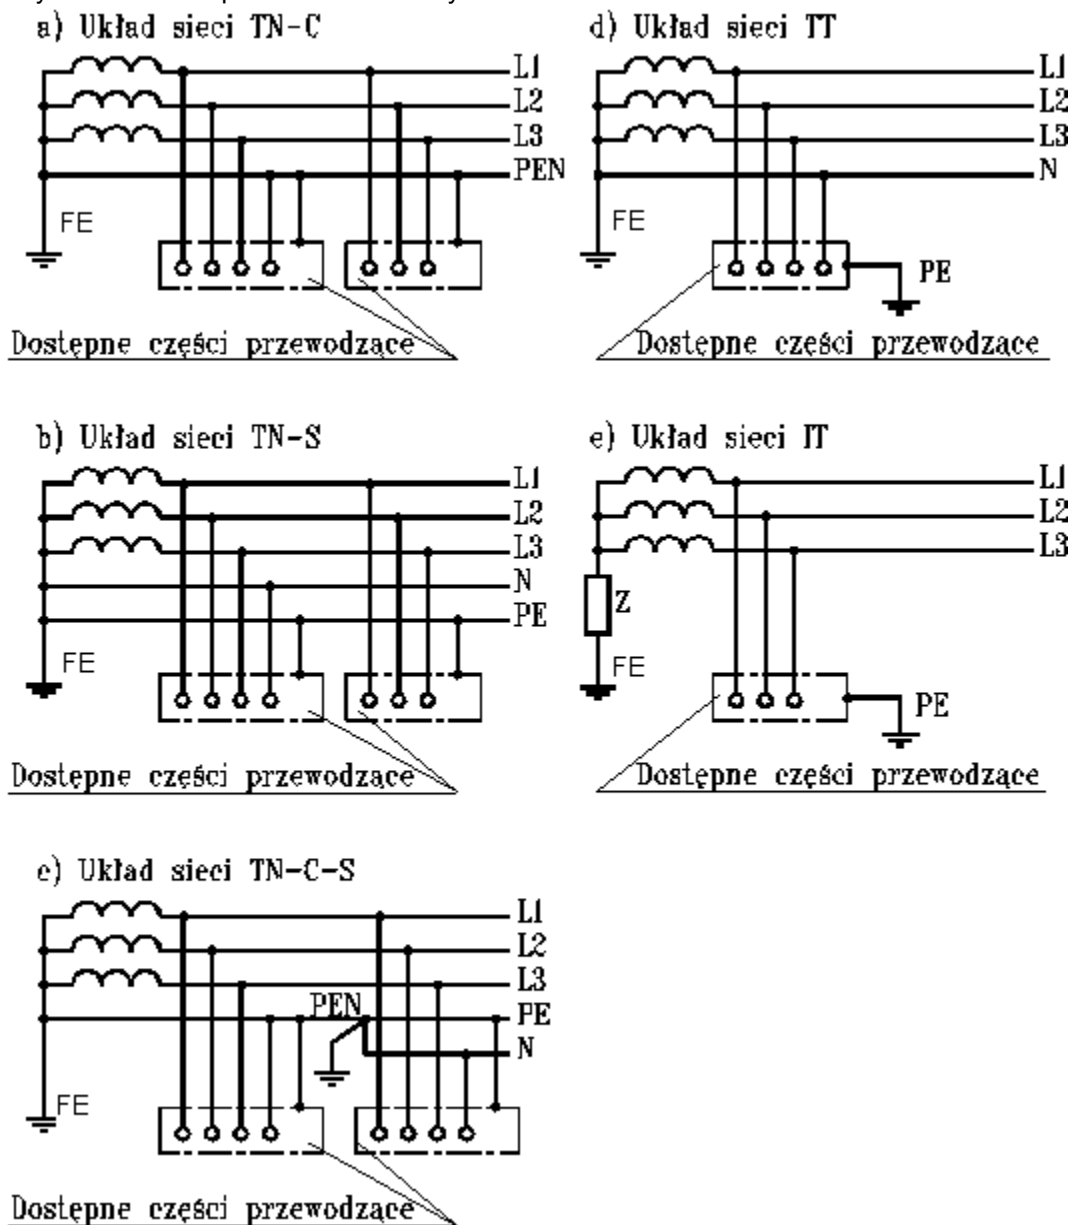 a) Układ sieci TN-C
L1
L2
L3
PEN
FE
Dostępne części przewodzące
d) Układ sieci TT
L1
L2
L3
N
FE
PE
Dostępne części przewodzące
b) Układ sieci TN-S
L1
L2
L3
N
PE
FE
Dostępne części przewodzące
e) Układ sieci IT
L1
L2
L3
Z
FE
PE
Dostępne części przewodzące
c) Układ sieci TN-C-S
L1
L2
L3
PEN
PE
N
FE
Dostępne części przewodzące